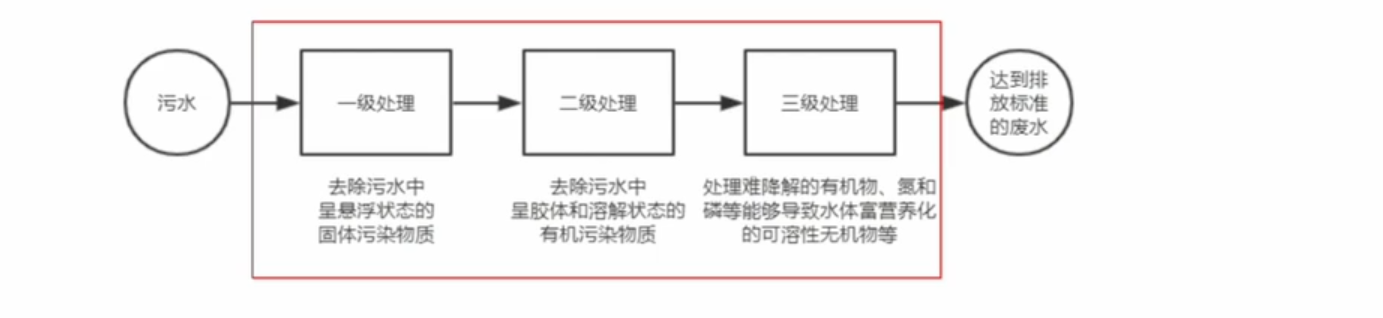 污水
一级处理
二级处理
三级处理
达到排
放标准
的废水
去除污水中
呈悬浮状态的
固体污染物质
去除污水中
呈胶体和溶解状态的
有机污染物质
处理难降解的有机物、氮和
磷等能够导致水体富营养化
的可溶性无机物等